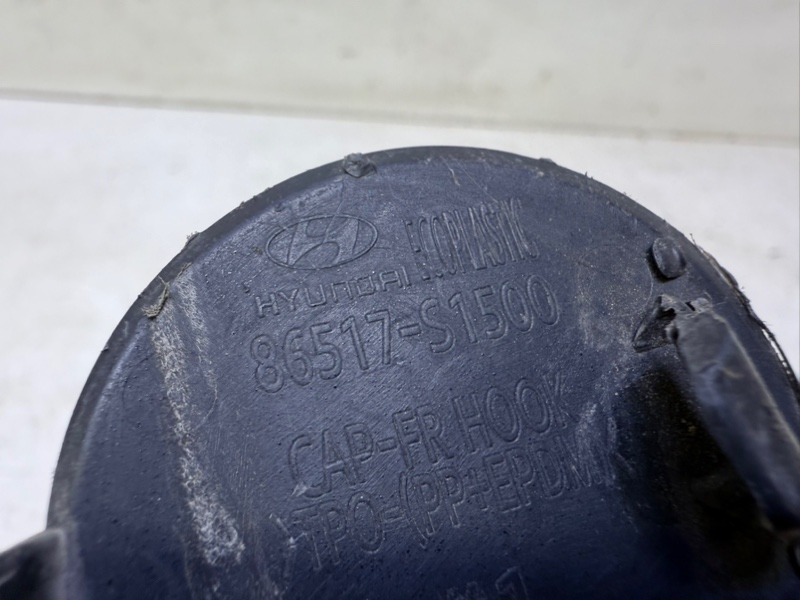 ECOPLASTIC
HYUNDAI
86517-S1500
CAP-FR HOOK
>TPO-(PP+EPDM)